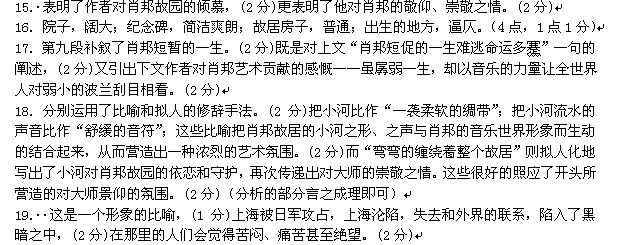 15.··表明了作者对肖邦故园的倾慕，(2分)更表明了他对肖邦的敬仰、崇敬之情。(2分)↵
16. 院子，阔大；纪念碑，简洁爽朗；故居房子，普通；出生的地方，逼仄。(4点，1点1分)↵
17. 第九段补叙了肖邦短暂的一生。(2分)既是对上文“肖邦短促的一生难逃命运多蹇”一句的
阐述，(2分)又引出下文作者对肖邦艺术贡献的感慨——虽孱弱一生，却以音乐的力量让全世界
人对弱小的波兰刮目相看。(2分)↵
18. 分别运用了比喻和拟人的修辞手法。(2分)把小河比作“一袭柔软的绸带”；把小河流水的
声音比作“舒缓的音符”；这些比喻把肖邦故居的小河之形、之声与肖邦的音乐世界形象而生动
的结合起来，从而营造出一种浓烈的艺术氛围。(2分)而“弯弯的缠绕着整个故居”则拟人化地
写出了小河对肖邦故园的依恋和守护，再次传递出对大师的崇敬之情。这些很好的照应了开头所
营造的对大师景仰的氛围。(2分)(分析的部分言之成理即可)↵
19.··这是一个形象的比喻，(1分)上海被日军攻占，上海沦陷，失去和外界的联系，陷入了黑
暗之中，(2分)在那里的人们会觉得苦闷、痛苦甚至绝望。(2分)↵